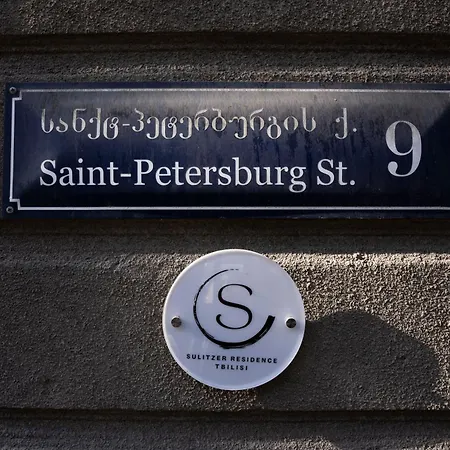 სანქტ-პეტერბურგის ქ.
Saint-Petersburg St.
9
S
SULITZER RESIDENCE
TBILISI